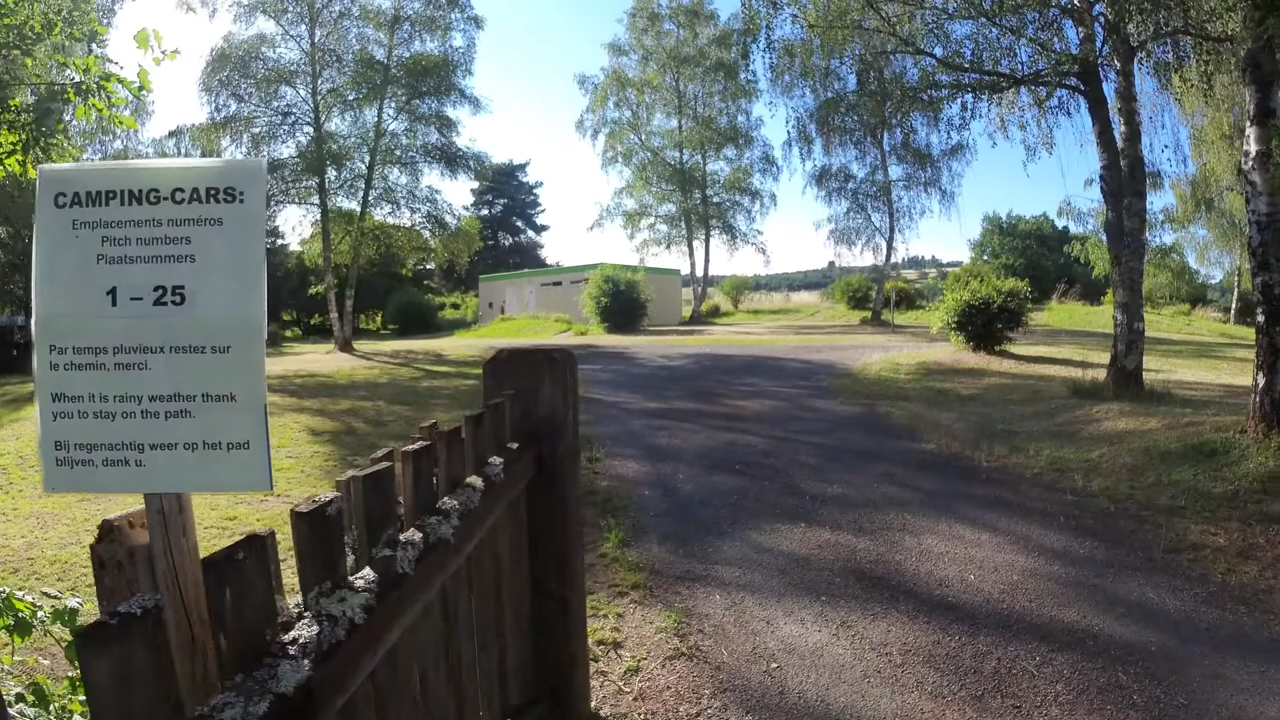 CAMPING-CARS:
Emplacements numéros
Pitch numbers
Plaatsnummers
1 – 25
Par temps pluvieux restez sur
le chemin, merci.
When it is rainy weather thank
you to stay on the path.
Bij regenachtig weer op het pad
blijven, dank u.